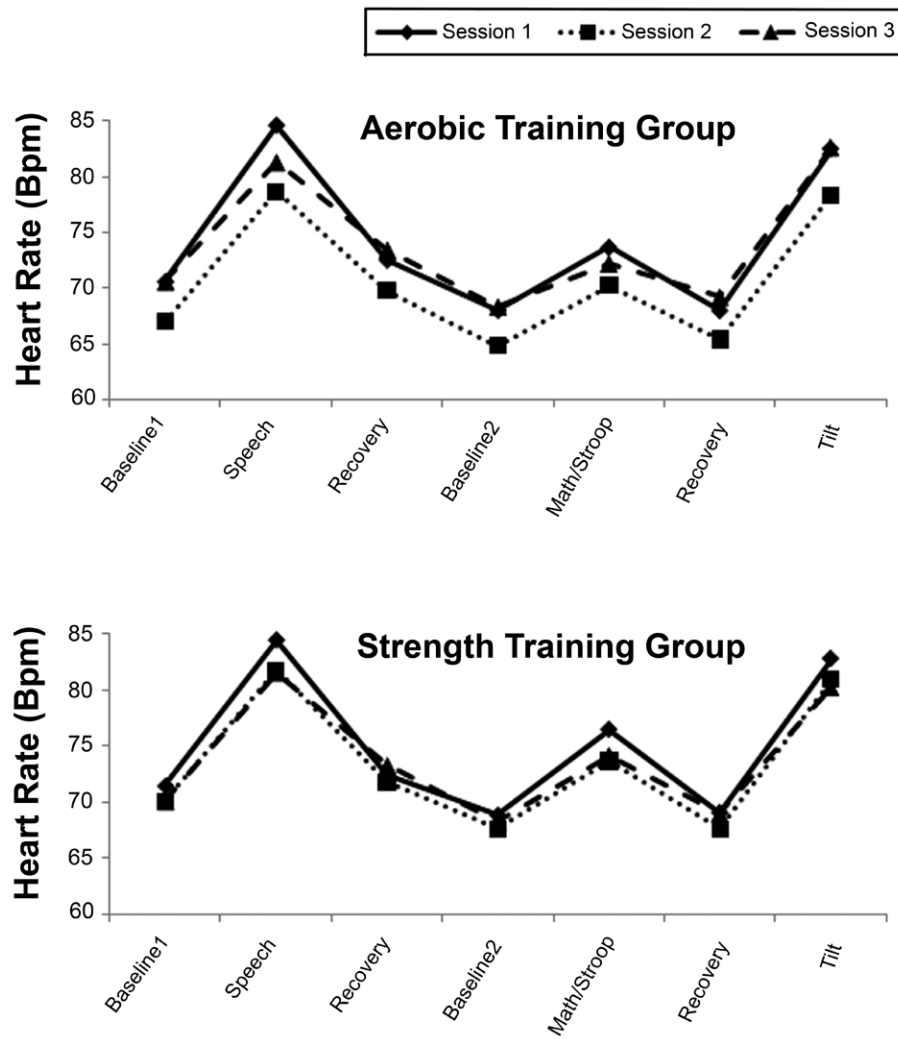 Session 1 Session 2 Session 3
Aerobic Training Group
Heart Rate (Bpm)
85
80
75
70
65
60
Baseline1
Speech
Recovery
Baseline2
Math/Stroop
Recovery
Tilt
Strength Training Group
Heart Rate (Bpm)
85
80
75
70
65
60
Baseline1
Speech
Recovery
Baseline2
Math/Stroop
Recovery
Tilt